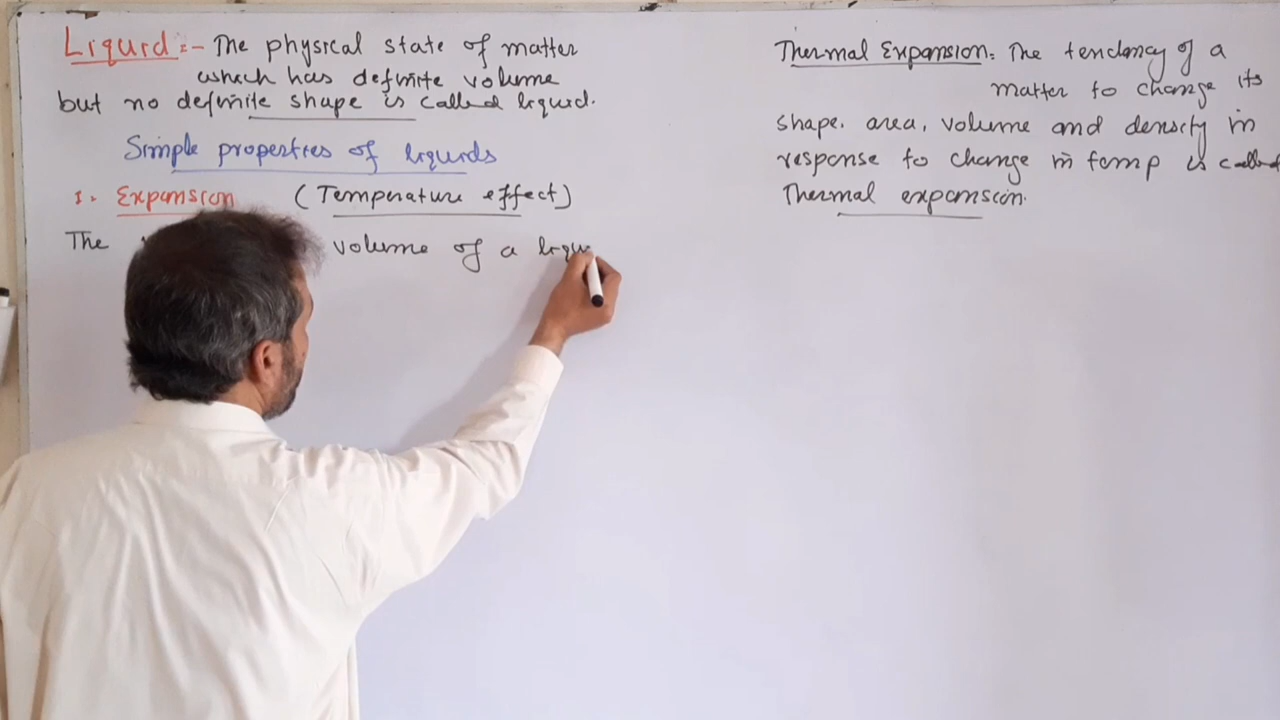 Liquid :- The physical state of matter
which has definite volume
but no definite shape is called liquid.
Simple properties of liquids
1. Expansion (Temperature effect)
The volume of a liqu
Thermal Expansion: The tendancy of a
matter to change its
shape. area, volume and density in
response to change in temp is called
Thermal expansion.